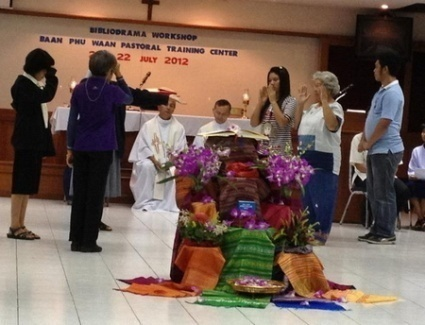 BIBLIODRAMA WORKSHOP
BAAN PHU WAAN PASTORAL TRAINING CENTER
22 JULY 2012